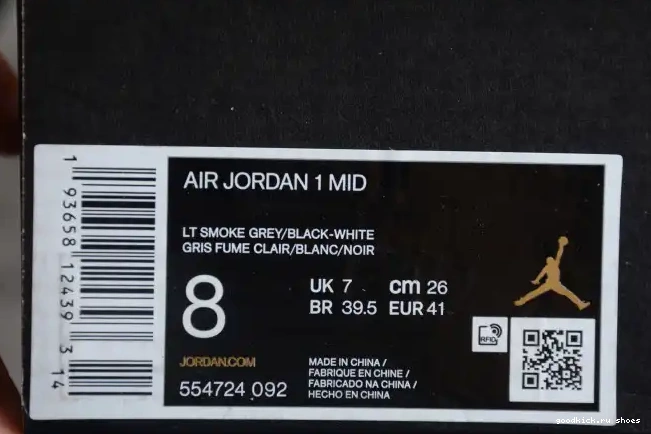 AIR JORDAN 1 MID
LT SMOKE GREY/BLACK-WHITE
GRIS FUME CLAIR/BLANC/NOIR
8
UK 7 cm 26
BR 39.5 EUR 41
RFID
JORDAN.COM
554724 092
MADE IN CHINA /
FABRIQUE EN CHINE /
FABRICADO NA CHINA /
HECHO EN CHINA
1 93658 12439 3 14
goodkick.ru shoes